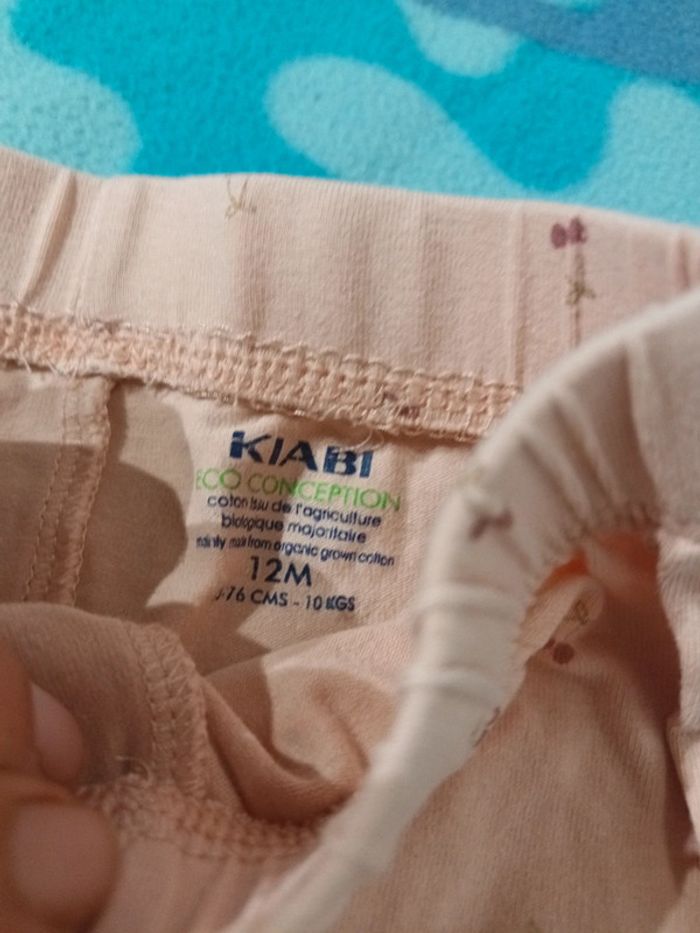 KIABI
ECO CONCEPTION
coton issu de l'agriculture
biologique majoritaire
mainly made from organic grown cotton
12M
-76 CMS - 10 KGS